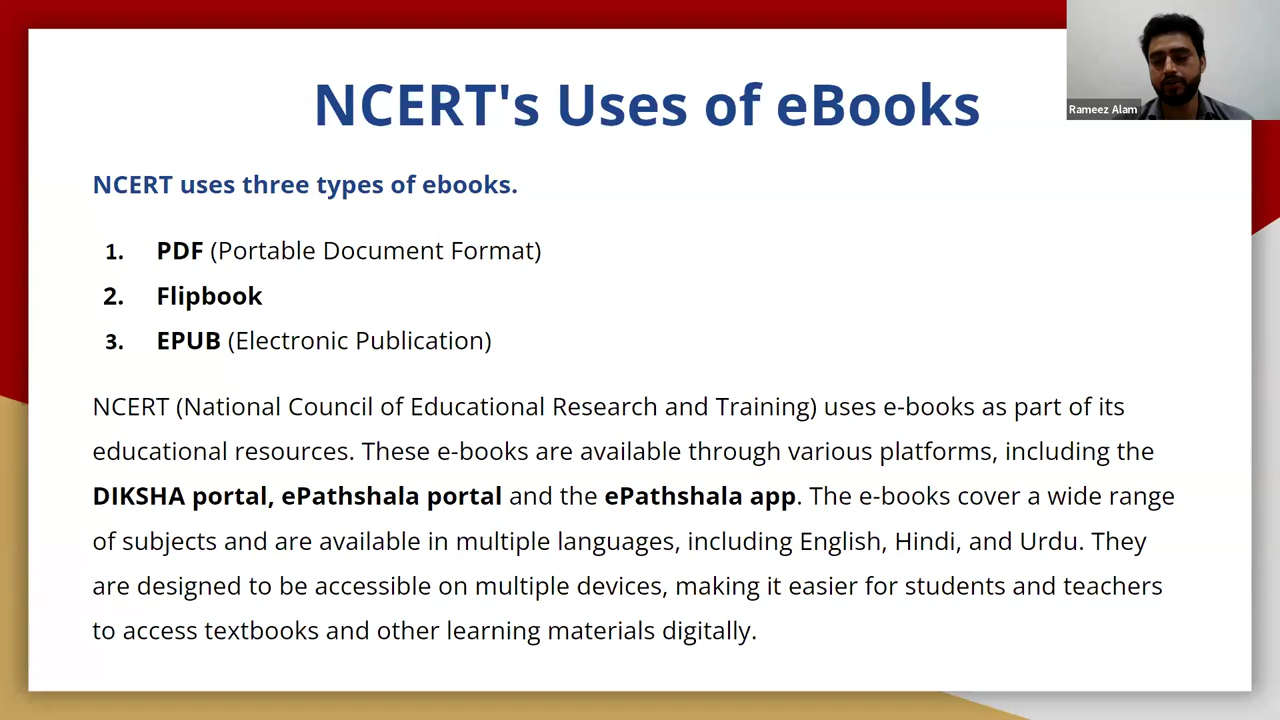 NCERT's Uses of eBooks
Rameez Alam
NCERT uses three types of ebooks.
1. PDF (Portable Document Format)
2. Flipbook
3. EPUB (Electronic Publication)
NCERT (National Council of Educational Research and Training) uses e-books as part of its
educational resources. These e-books are available through various platforms, including the
DIKSHA portal, ePathshala portal and the ePathshala app. The e-books cover a wide range
of subjects and are available in multiple languages, including English, Hindi, and Urdu. They
are designed to be accessible on multiple devices, making it easier for students and teachers
to access textbooks and other learning materials digitally.